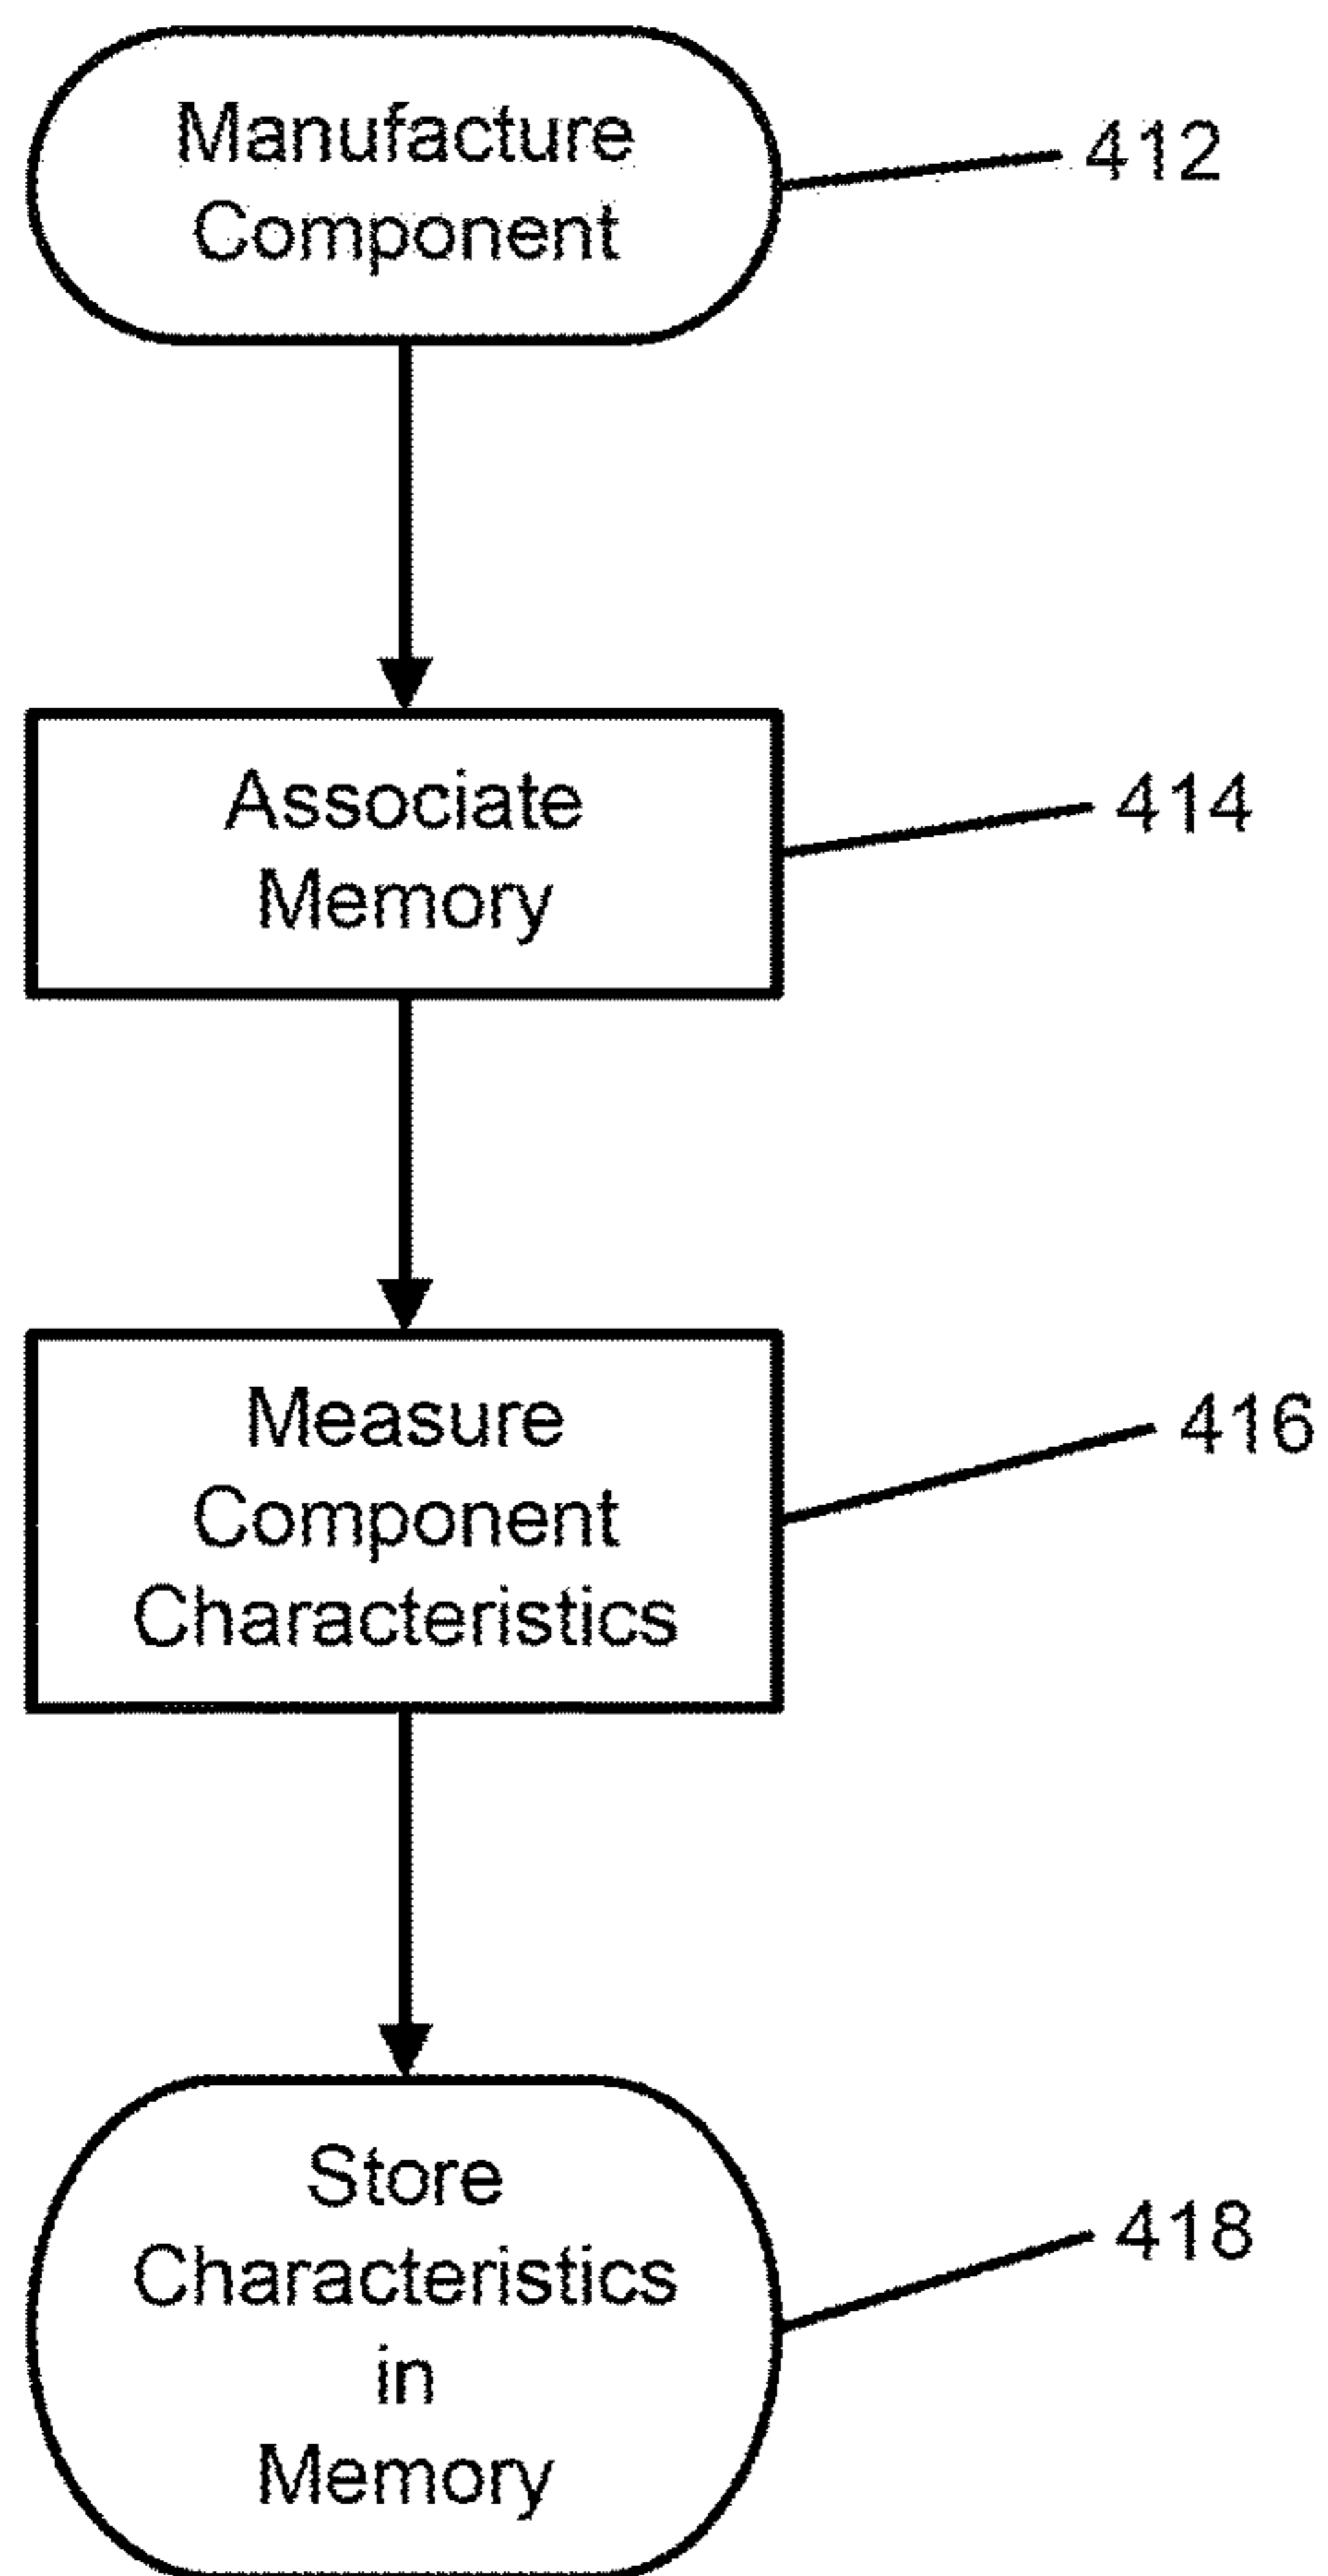 Manufacture
Component
412
Associate
Memory
414
Measure
Component
Characteristics
416
Store
Characteristics
in
Memory
418